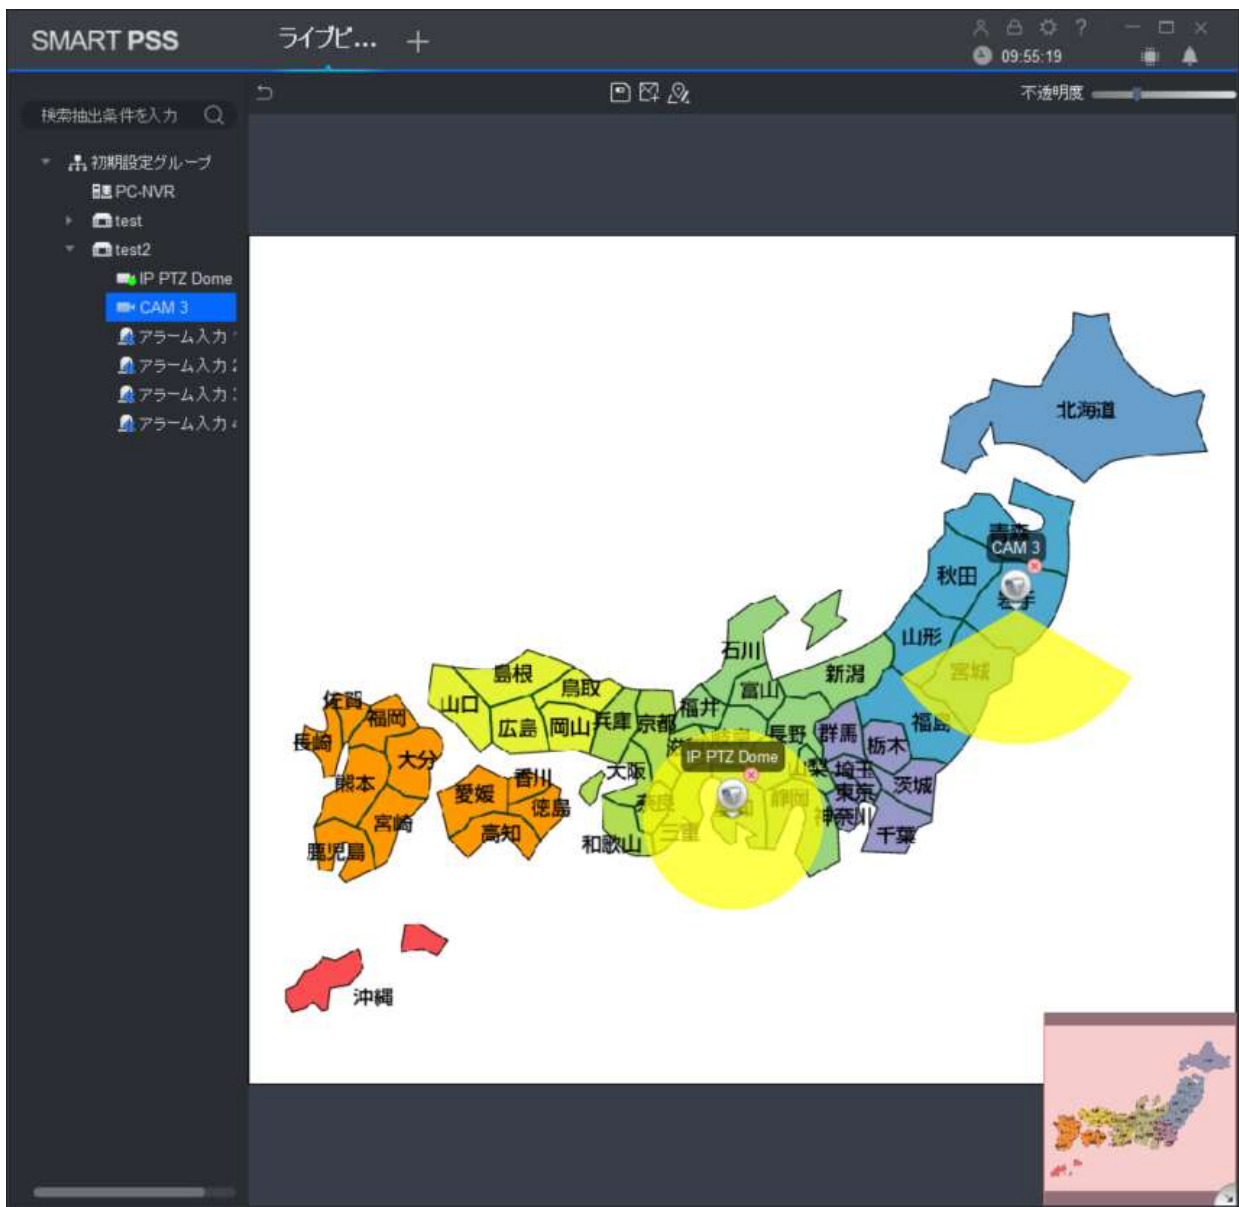 SMART PSS
ライブビ...
09:55:19
不透明度
検索抽出条件を入力
初期設定グループ
PC-NVR
test
test2
IP PTZ Dome
CAM 3
アラーム入力
アラーム入力
アラーム入力
アラーム入力
北海道
青森
CAM 3
秋田
岩手
山形
宮城
石川
新潟
島根
鳥取
富山
山口
広島
岡山
兵庫
京都
福井
長野
群馬
栃木
福島
佐賀
福岡
長崎
大分
熊本
宮崎
鹿児島
愛媛
香川
徳島
高知
大阪
奈良
三重
和歌山
IP PTZ Dome
静岡
山梨
埼玉
東京
神奈川
茨城
千葉
沖縄